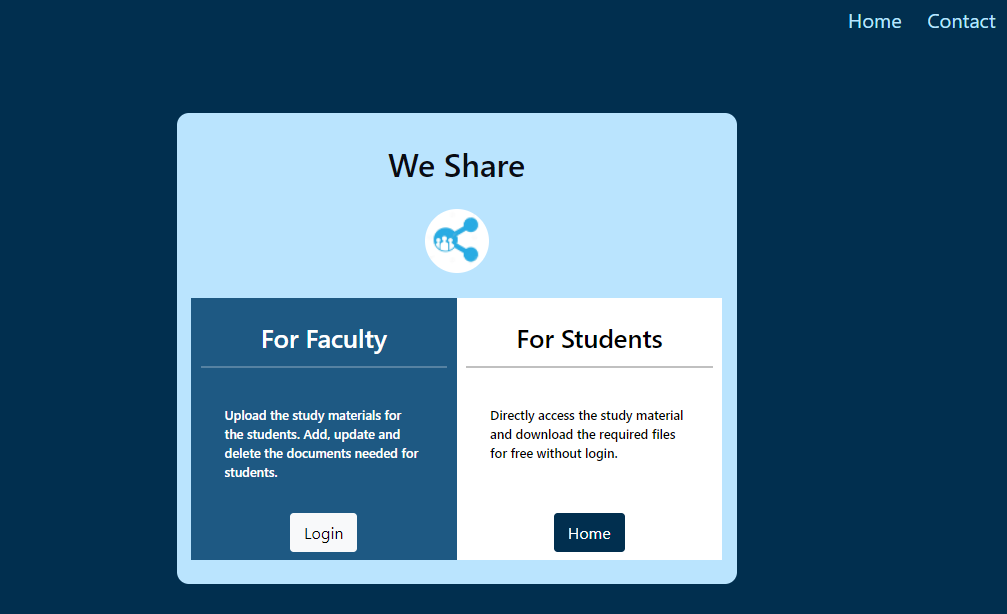 Home Contact
We Share
For Faculty
Upload the study materials for
the students. Add, update and
delete the documents needed for
students.
Login
For Students
Directly access the study material
and download the required files
for free without login.
Home